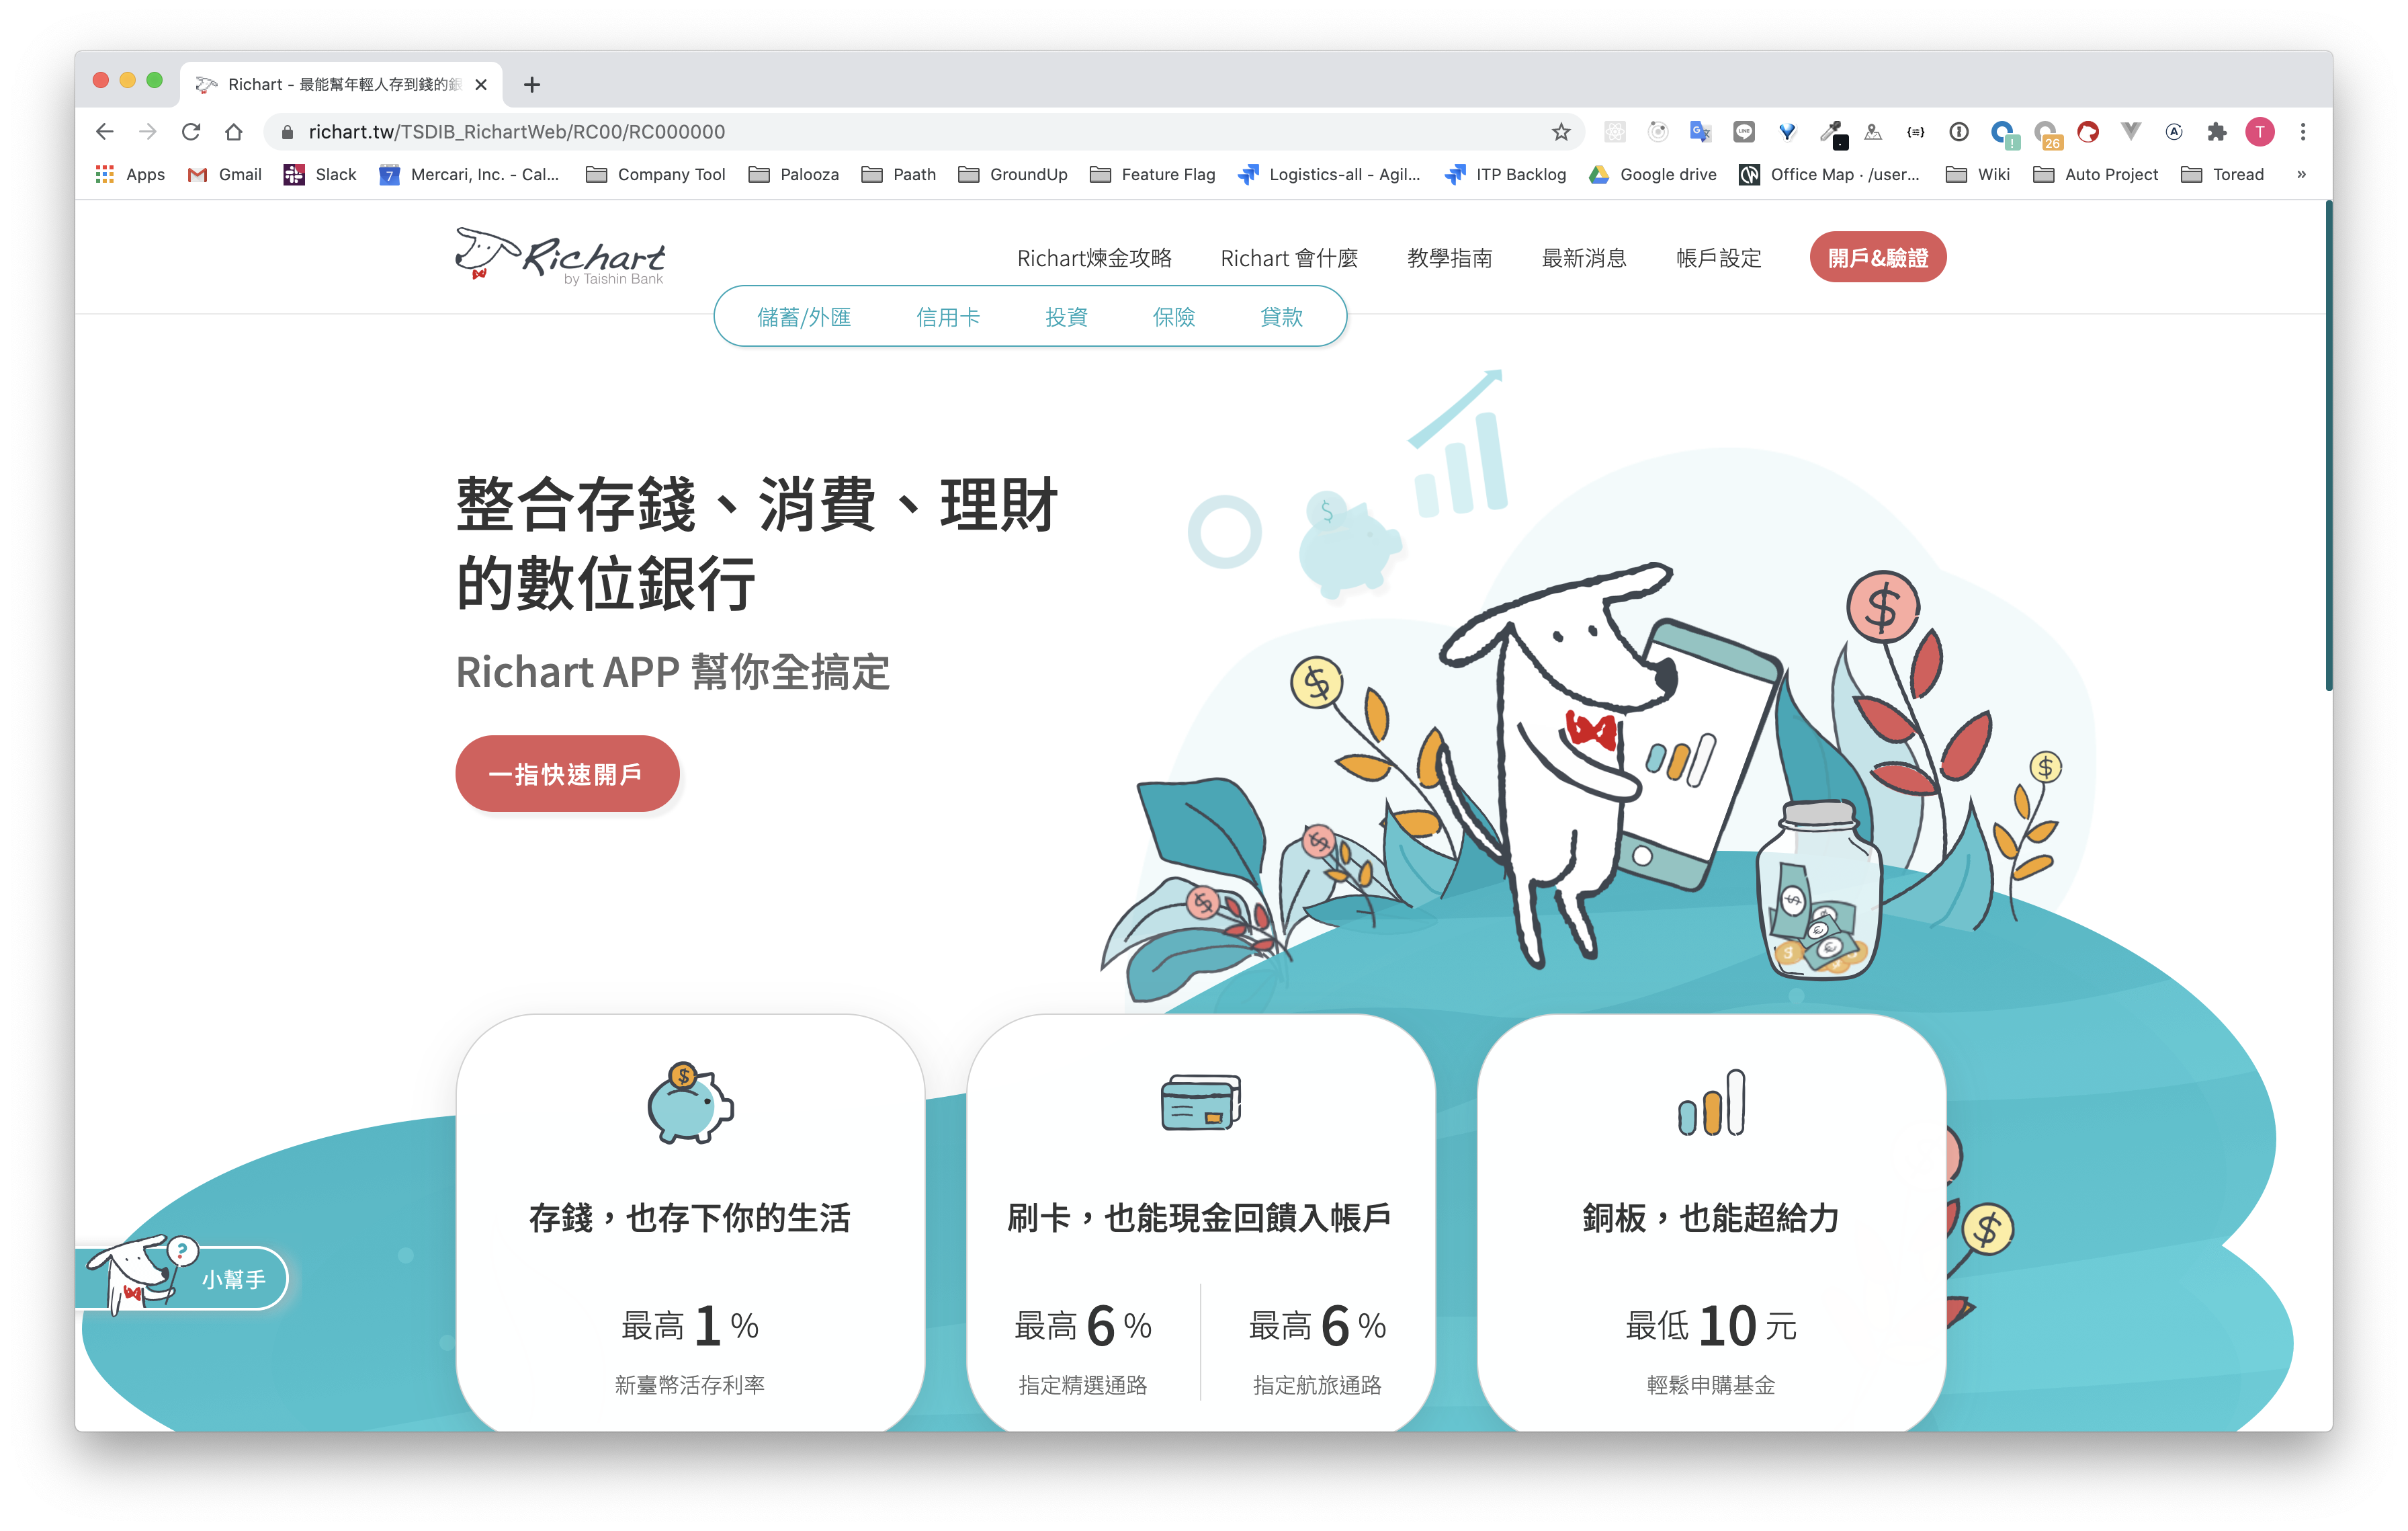 Richart - 最能幫年輕人存到錢的銀
richart.tw/TSDIB_RichartWeb/RC00/RC000000
26
T
Apps
Gmail
Slack
7
Mercari, Inc. - Cal...
Company Tool
Palooza
Paath
GroundUp
Feature Flag
Logistics-all - Agil...
ITP Backlog
Google drive
Office Map · /user...
Wiki
Auto Project
Toread
»
Richart
by Taishin Bank
Richart煉金攻略
Richart 會什麼
教學指南
最新消息
帳戶設定
開戶&驗證
儲蓄/外匯
信用卡
投資
保險
貸款
整合存錢、消費、理財
的數位銀行
Richart APP 幫你全搞定
一指快速開戶
存錢，也存下你的生活
最高 1 %
新臺幣活存利率
刷卡，也能現金回饋入帳戶
最高 6 %
指定精選通路
最高 6 %
指定航旅通路
銅板，也能超給力
最低 10 元
輕鬆申購基金
?
小幫手